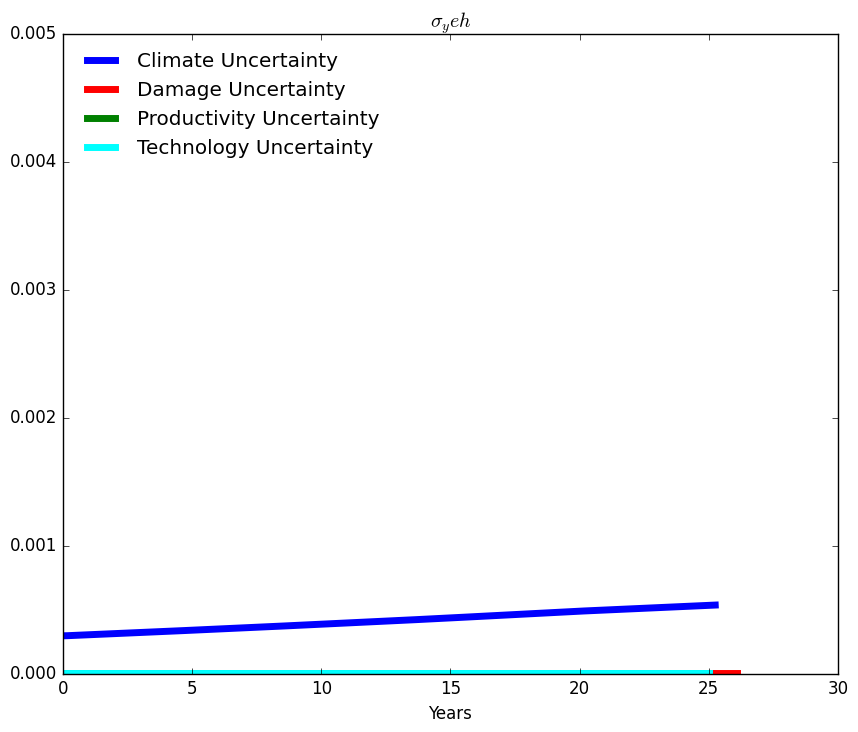 σ_y eh
0.005
Climate Uncertainty
Damage Uncertainty
Productivity Uncertainty
Technology Uncertainty
0.004
0.003
0.002
0.001
0.000
0 5 10 15 20 25 30
Years